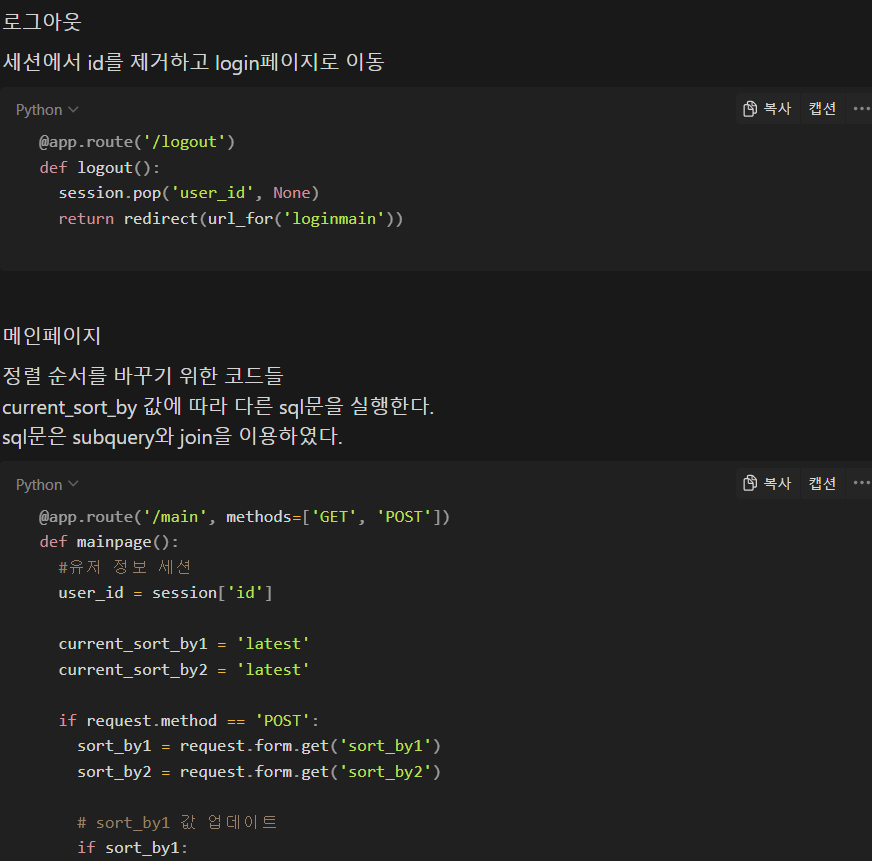 로그아웃
세션에서 id를 제거하고 login페이지로 이동
Python 복사 캡션 ···
@app.route('/logout')
def logout():
  session.pop('user_id', None)
  return redirect(url_for('loginmain'))
메인페이지
정렬 순서를 바꾸기 위한 코드들
current_sort_by 값에 따라 다른 sql문을 실행한다.
sql문은 subquery와 join을 이용하였다.
Python 복사 캡션 ···
@app.route('/main', methods=['GET', 'POST'])
def mainpage():
  #유저 정보 세션
  user_id = session['id']
  current_sort_by1 = 'latest'
  current_sort_by2 = 'latest'
  if request.method == 'POST':
    sort_by1 = request.form.get('sort_by1')
    sort_by2 = request.form.get('sort_by2')
    # sort_by1 값 업데이트
    if sort_by1: